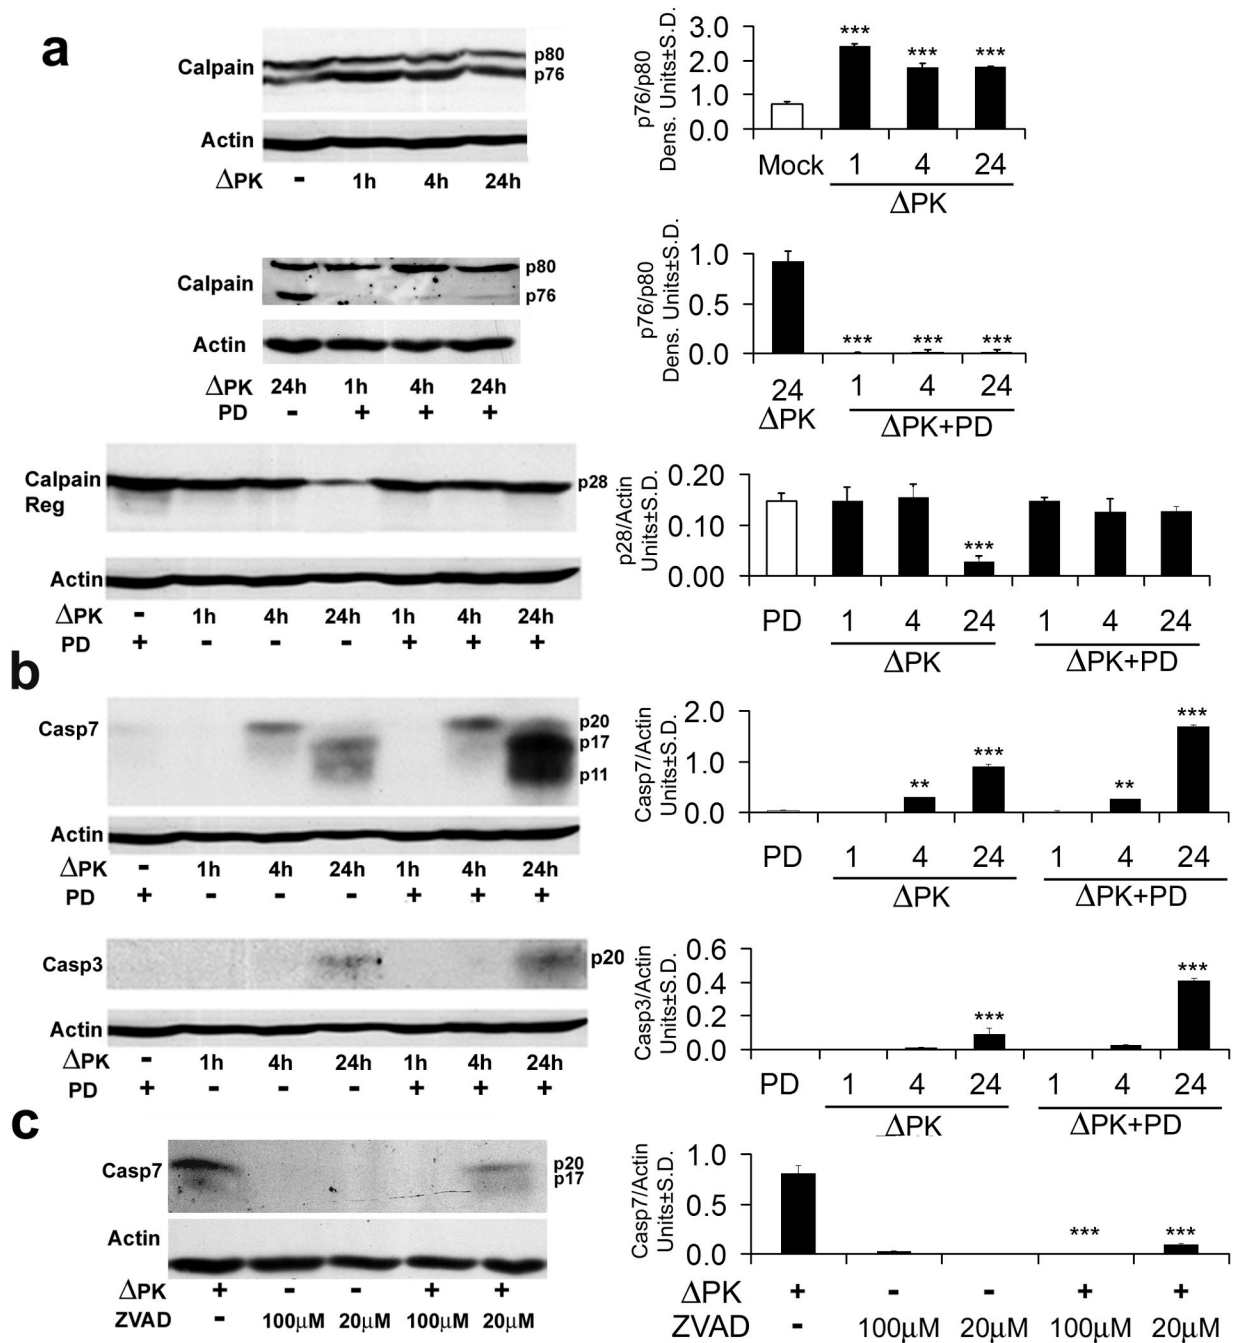 a
Calpain
p80
p76
Actin
ΔPK - 1h 4h 24h
p76/p80
Dens. Units±S.D.
3.0
2.0
1.0
0.0
*** *** ***
Mock 1 4 24
ΔPK
Calpain
p80
p76
Actin
ΔPK 24h 1h 4h 24h
PD - + + +
p76/p80
Dens. Units±S.D.
1.0
0.5
0.0
*** *** ***
24 1 4 24
ΔPK ΔPK+PD
Calpain
Reg
p28
Actin
ΔPK - 1h 4h 24h 1h 4h 24h
PD + - - - + + +
p28/Actin
Units±S.D.
0.20
0.10
0.00
***
PD 1 4 24 1 4 24
ΔPK ΔPK+PD
b
Casp7
p20
p17
p11
Actin
ΔPK - 1h 4h 24h 1h 4h 24h
PD + - - - + + +
Casp7/Actin
Units±S.D.
2.0
1.0
0.0
** *** ** ***
PD 1 4 24 1 4 24
ΔPK ΔPK+PD
Casp3
p20
Actin
ΔPK - 1h 4h 24h 1h 4h 24h
PD + - - - + + +
Casp3/Actin
Units±S.D.
0.6
0.4
0.2
0.0
*** ***
PD 1 4 24 1 4 24
ΔPK ΔPK+PD
c
Casp7
p20
p17
Actin
ΔPK + - - + +
ZVAD - 100μM 20μM 100μM 20μM
Casp7/Actin
Units±S.D.
1.0
0.5
0.0
*** ***
ΔPK + - - + +
ZVAD - 100μM 20μM 100μM 20μM